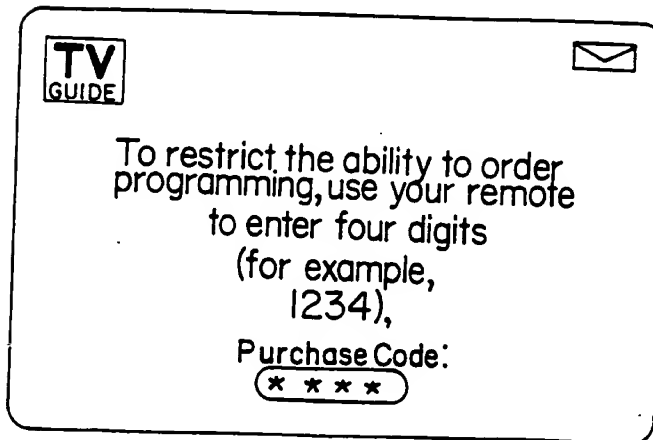 TV
GUIDE
To restrict the ability to order
programming, use your remote
to enter four digits
(for example,
1234),
Purchase Code:
* * * *